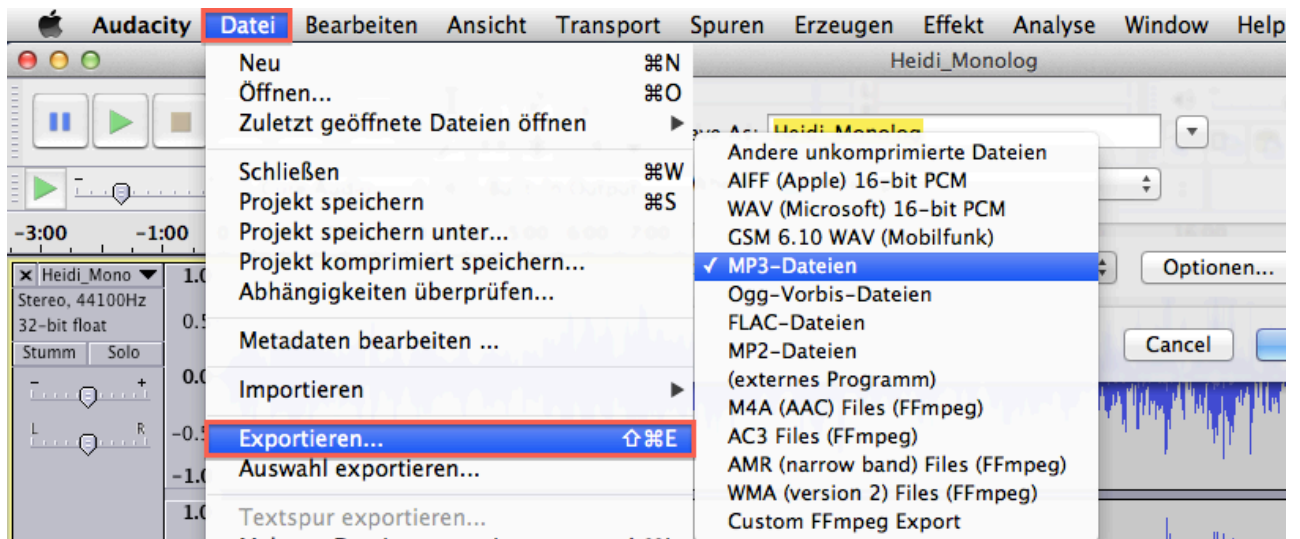 Audacity Datei Bearbeiten Ansicht Transport Spuren Erzeugen Effekt Analyse Window Help
Heidi_Monolog
Neu ⌘N
Öffnen... ⌘O
Zuletzt geöffnete Dateien öffnen ▶
Schließen ⌘W
Projekt speichern ⌘S
Projekt speichern unter...
Projekt komprimiert speichern...
Abhängigkeiten überprüfen...
Metadaten bearbeiten ...
Importieren ▶
Exportieren... ⇧⌘E
Auswahl exportieren...
Textspur exportieren...
As: Heidi_Monolog
Andere unkomprimierte Dateien
AIFF (Apple) 16-bit PCM
WAV (Microsoft) 16-bit PCM
GSM 6.10 WAV (Mobilfunk)
✓ MP3-Dateien
Ogg-Vorbis-Dateien
FLAC-Dateien
MP2-Dateien
(externes Programm)
M4A (AAC) Files (FFmpeg)
AC3 Files (FFmpeg)
AMR (narrow band) Files (FFmpeg)
WMA (version 2) Files (FFmpeg)
Custom FFmpeg Export
Optionen...
Cancel
-3:00 -1:00
Heidi_Mono
Stereo, 44100Hz
32-bit float
Stumm Solo
- +
L R
1.0
0.5
0.0
-0.5
-1.0
1.0